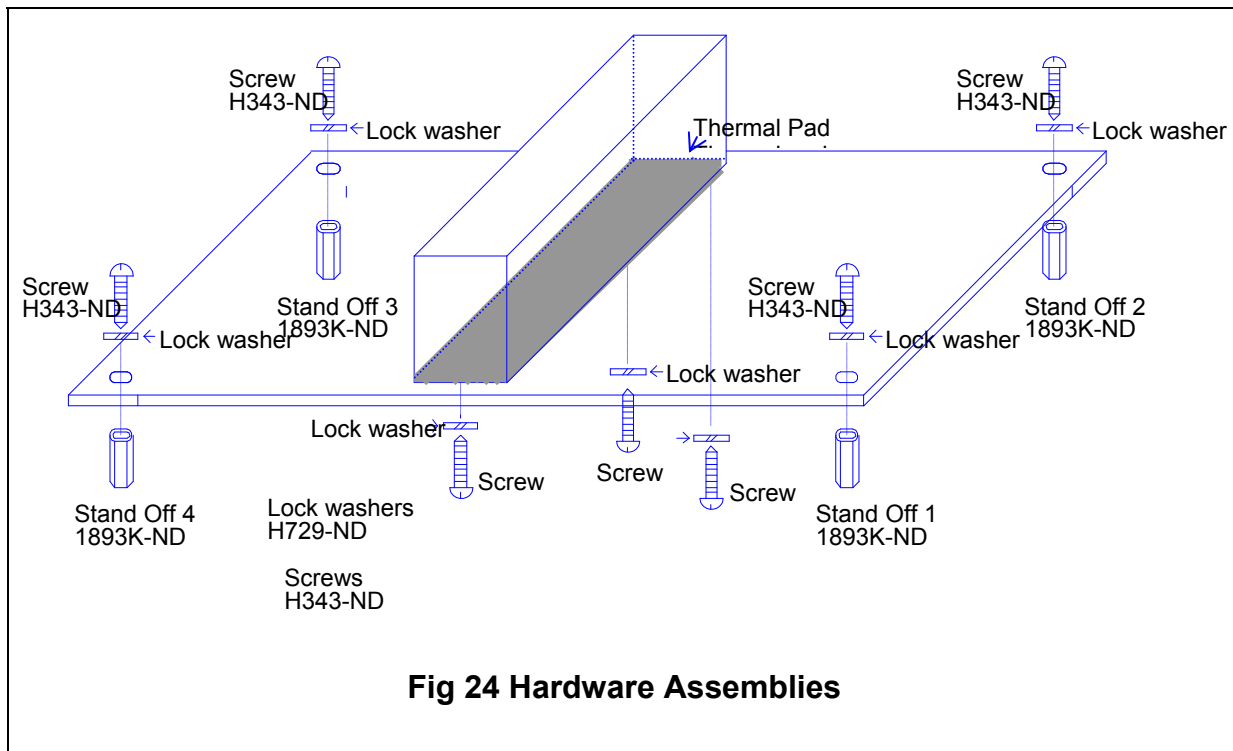 Screw
H343-ND
Lock washer
Thermal Pad
Screw
H343-ND
Lock washer
Screw
H343-ND
Lock washer
Stand Off 3
1893K-ND
Screw
H343-ND
Lock washer
Stand Off 2
1893K-ND
Lock washer
Lock washer
Screw
Screw
Screw
Stand Off 4
1893K-ND
Lock washers
H729-ND
Stand Off 1
1893K-ND
Screws
H343-ND
Fig 24 Hardware Assemblies